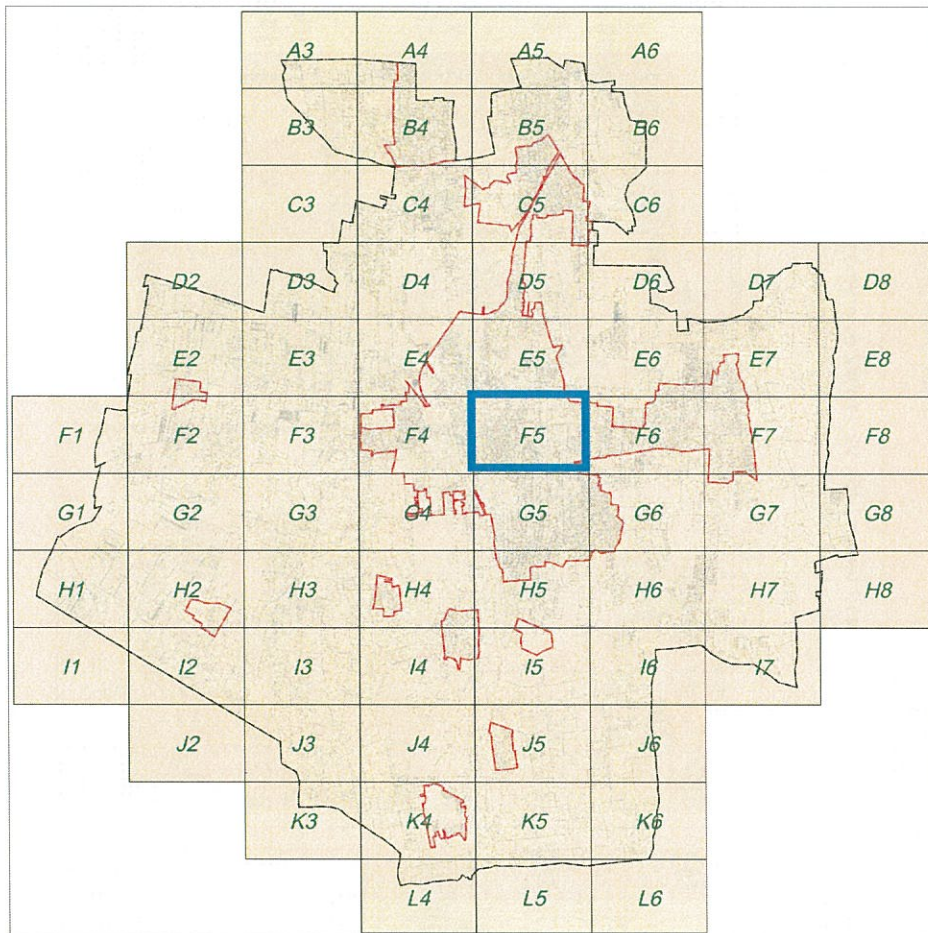 A3 A4 A5 A6
B3 B4 B5 B6
C3 C4 C5 C6
D2 D3 D4 D5 D6 D7 D8
E2 E3 E4 E5 E6 E7 E8
F1 F2 F3 F4 F5 F6 F7 F8
G1 G2 G3 G4 G5 G6 G7 G8
H1 H2 H3 H4 H5 H6 H7 H8
I1 I2 I3 I4 I5 I6 I7
J2 J3 J4 J5 J6
K3 K4 K5 K6
L4 L5 L6